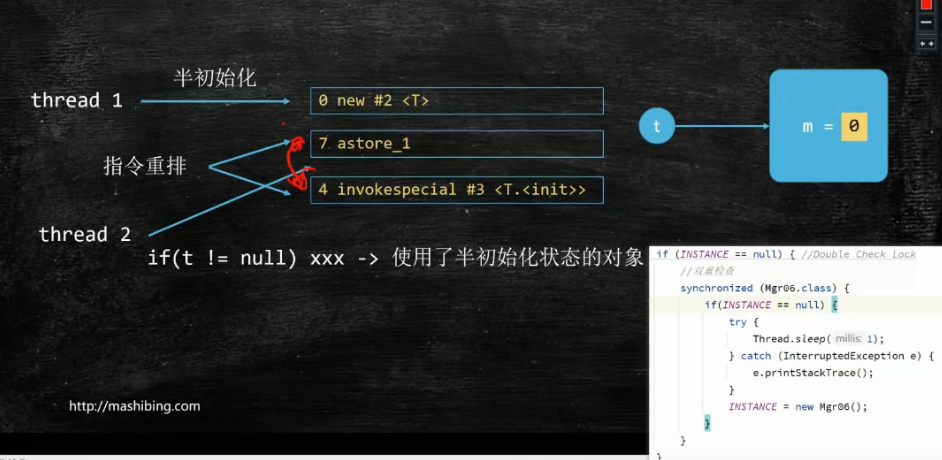 半初始化
thread 1
0 new #2 <T>
t
m = 0
7 astore_1
指令重排
4 invokespecial #3 <T.<init>>
thread 2
if(t != null) xxx -> 使用了半初始化状态的对象
if (INSTANCE == null) { //Double Check Lock
//双重检查
synchronized (Mgr06.class) {
if(INSTANCE == null) {
try {
Thread.sleep( millis: 1);
} catch (InterruptedException e) {
e.printStackTrace();
}
INSTANCE = new Mgr06();
}
}
}
http://mashibing.com